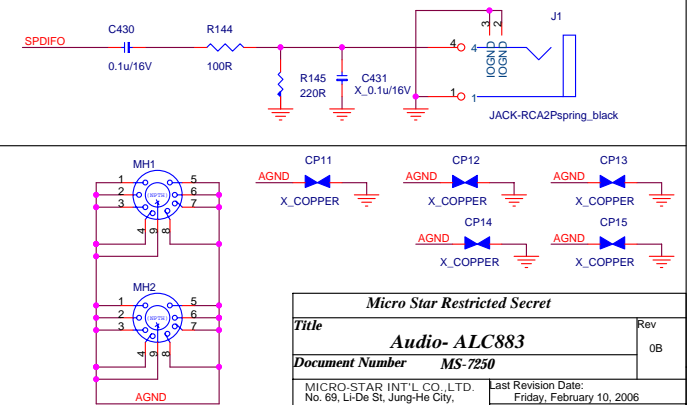 SPDIFO
C430
0.1u/16V
R144
100R
R145
220R
C431
X_0.1u/16V
J1
3
2
IOGND
IOGND
4
4
1
1
JACK-RCA2Pspring_black
MH1
1
2
3
5
6
7
4
9
8
(NPTH)
MH2
1
2
3
5
6
7
4
9
8
(NPTH)
AGND
AGND
CP11
X_COPPER
AGND
CP12
X_COPPER
AGND
CP13
X_COPPER
AGND
CP14
X_COPPER
AGND
CP15
X_COPPER
Micro Star Restricted Secret
Title
Audio- ALC883
Rev
0B
Document Number MS-7250
MICRO-STAR INT'L CO.,LTD.
No. 69, Li-De St, Jung-He City,
Last Revision Date:
Friday, February 10, 2006